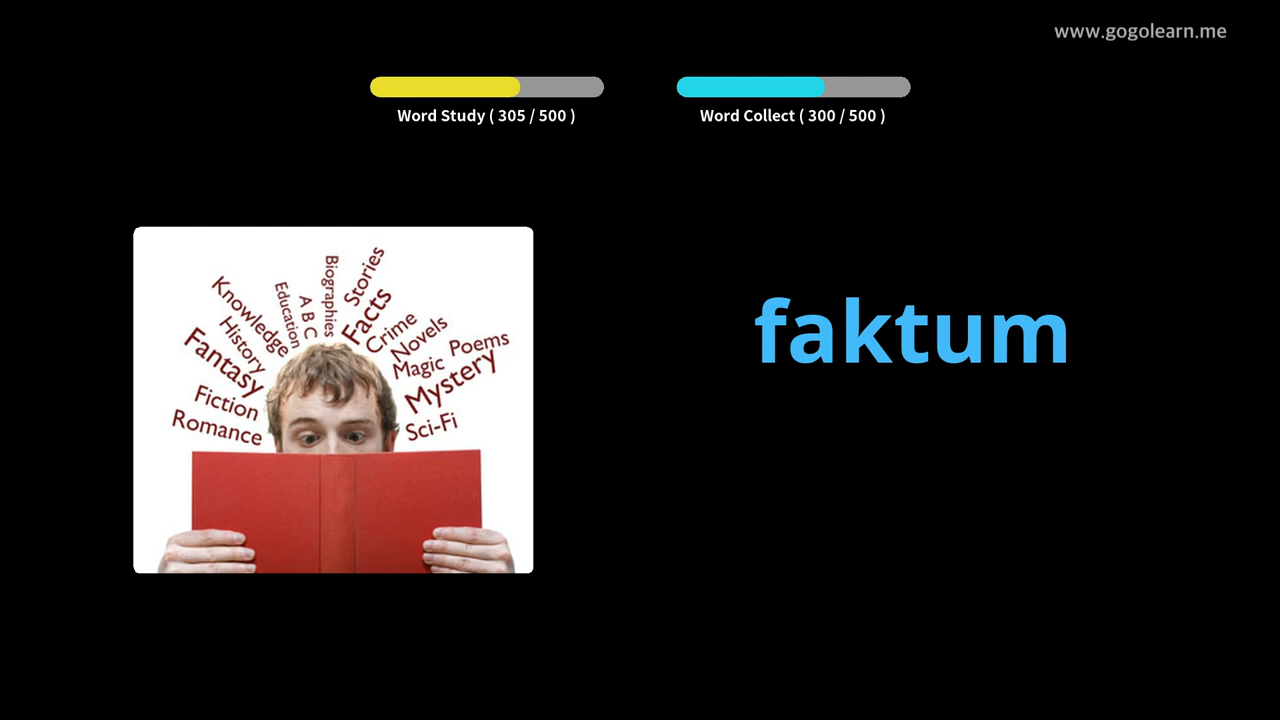 www.gogolearn.me
Word Study ( 305 / 500 )
Word Collect ( 300 / 500 )
faktum
Biographies
Stories
Education
A B C
Facts
Knowledge
Crime
History
Novels
Fantasy
Magic
Poems
Mystery
Fiction
Romance
Sci-Fi